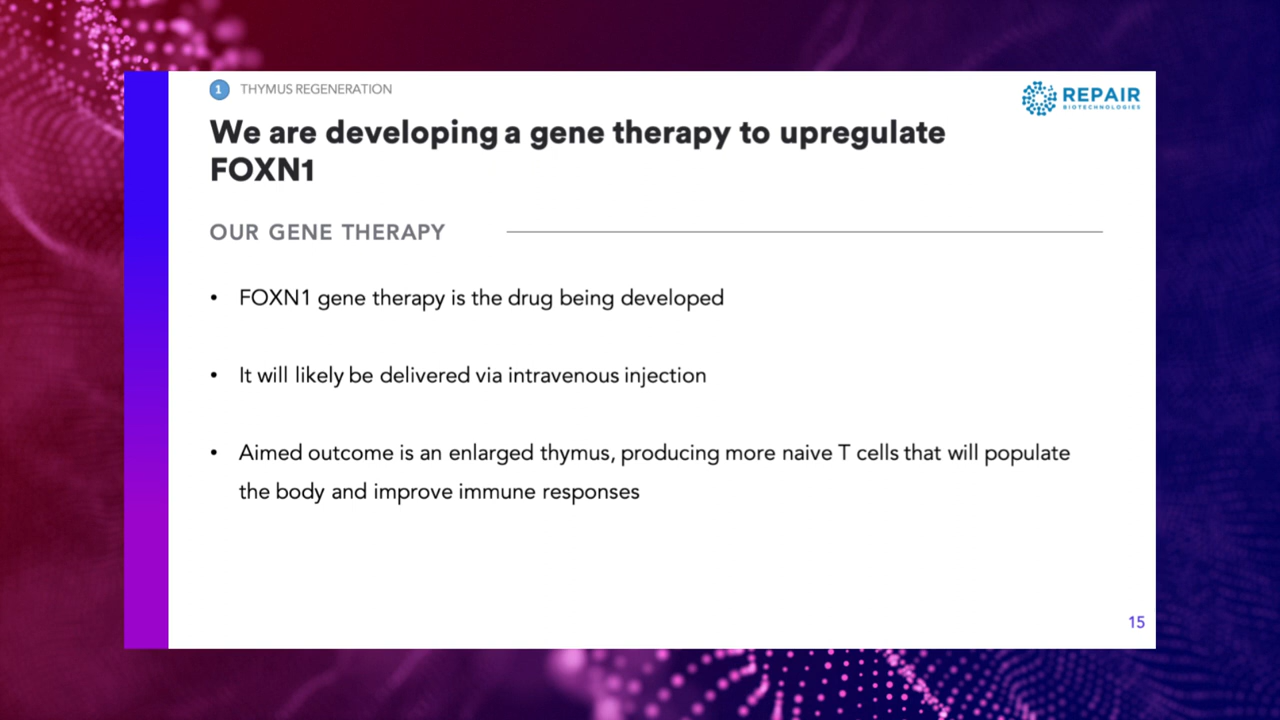 1 THYMUS REGENERATION
REPAIR
BIOTECHNOLOGIES
We are developing a gene therapy to upregulate
FOXN1
OUR GENE THERAPY
• FOXN1 gene therapy is the drug being developed
• It will likely be delivered via intravenous injection
• Aimed outcome is an enlarged thymus, producing more naive T cells that will populate
the body and improve immune responses
15